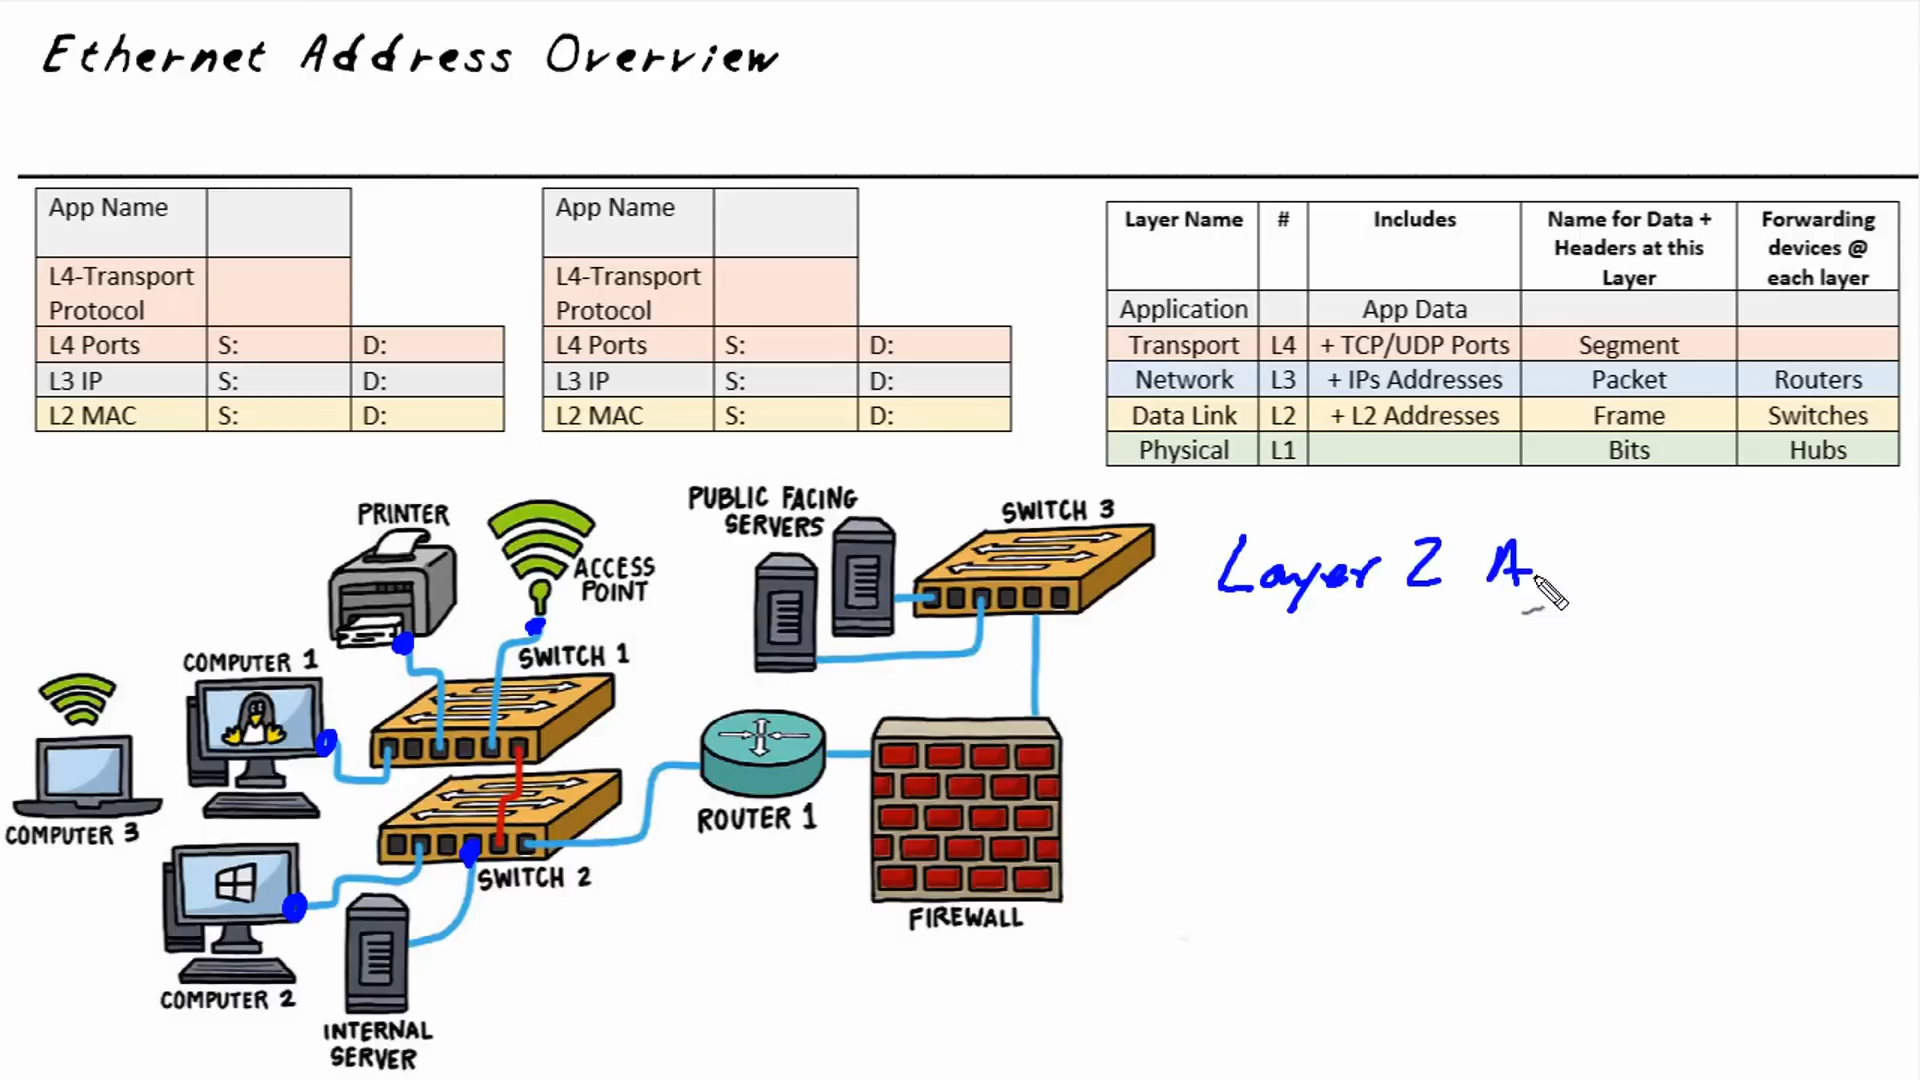 Ethernet Address Overview
App Name
L4-Transport Protocol
L4 Ports S: D:
L3 IP S: D:
L2 MAC S: D:
App Name
L4-Transport Protocol
L4 Ports S: D:
L3 IP S: D:
L2 MAC S: D:
Layer Name # Includes Name for Data + Headers at this Layer Forwarding devices @ each layer
Application App Data
Transport L4 + TCP/UDP Ports Segment
Network L3 + IPs Addresses Packet Routers
Data Link L2 + L2 Addresses Frame Switches
Physical L1 Bits Hubs
PRINTER
ACCESS
POINT
PUBLIC FACING
SERVERS
SWITCH 3
Layer 2 A
COMPUTER 1
SWITCH 1
COMPUTER 3
ROUTER 1
SWITCH 2
FIREWALL
COMPUTER 2
INTERNAL
SERVER